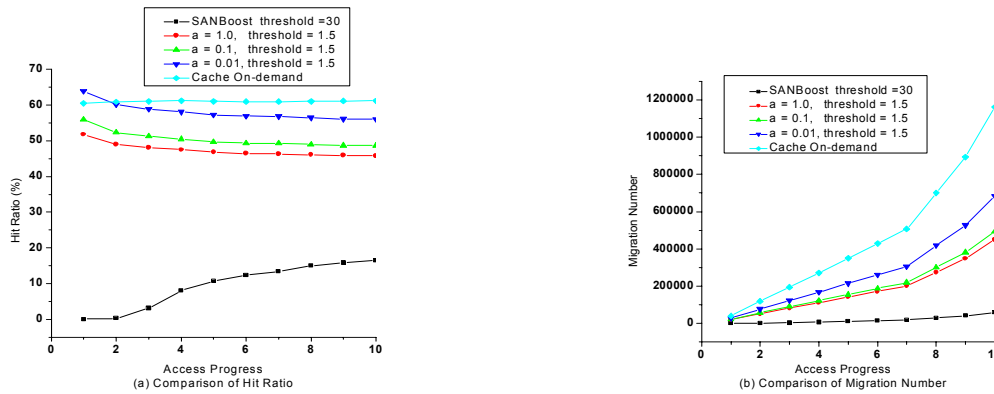 SANBoost threshold =30
a = 1.0, threshold = 1.5
a = 0.1, threshold = 1.5
a = 0.01, threshold = 1.5
Cache On-demand
70
60
50
40
30
20
10
0
Hit Ratio (%)
0 2 4 6 8 10
Access Progress
(a) Comparison of Hit Ratio
SANBoost threshold =30
a = 1.0, threshold = 1.5
a = 0.1, threshold = 1.5
a = 0.01, threshold = 1.5
Cache On-demand
1200000
1000000
800000
600000
400000
200000
0
Migration Number
0 2 4 6 8
Access Progress
(b) Comparison of Migration Number